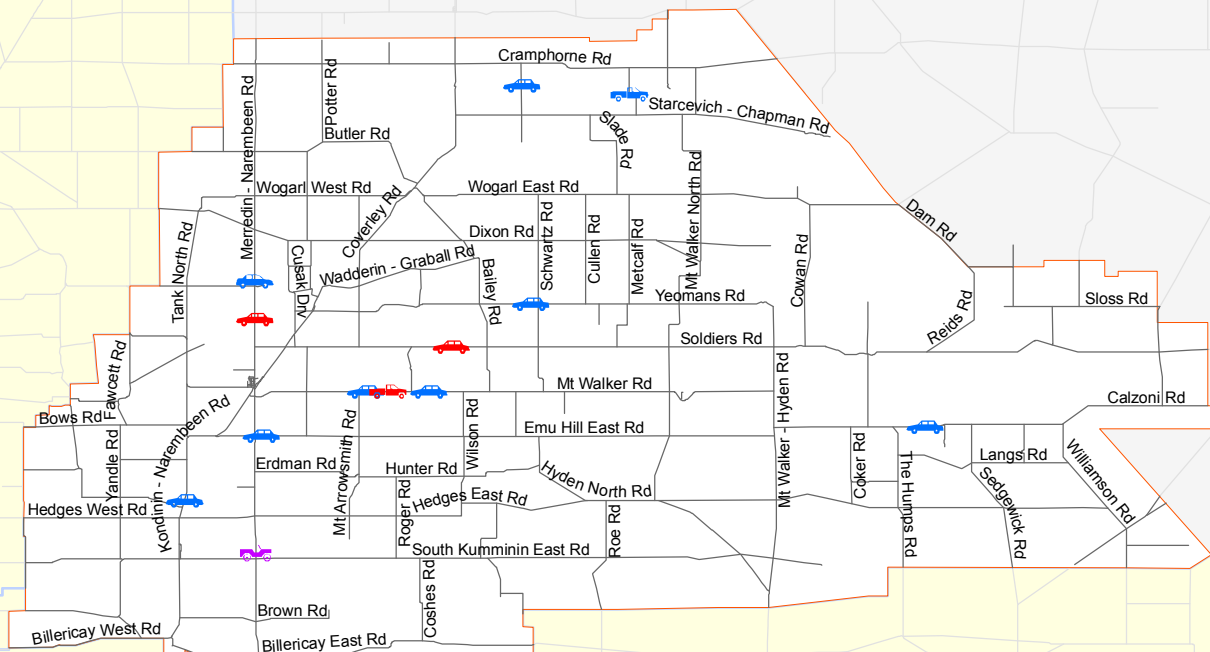 Cramphorne Rd
Potter Rd
Merredin - Narembeen Rd
Starcevich - Chapman Rd
Slade Rd
Butler Rd
Wogarl West Rd
Wogarl East Rd
Mt Walker North Rd
Coverley Rd
Dam Rd
Tank North Rd
Dixon Rd
Schwartz Rd
Cullen Rd
Metcalf Rd
Cowan Rd
Cusak Drv
Wadderin - Graball Rd
Bailey Rd
Yeomans Rd
Sloss Rd
Reids Rd
Soldiers Rd
Fawcett Rd
Mt Walker Rd
Mt Walker - Hyden Rd
Calzoni Rd
Bows Rd
Kondinin - Narembeen Rd
Emu Hill East Rd
Wilson Rd
Mt Arrowsmith Rd
Yandle Rd
Erdman Rd
Hunter Rd
Coker Rd
The Humps Rd
Langs Rd
Williamson Rd
Sedgewick Rd
Hyden North Rd
Hedges West Rd
Hedges East Rd
Roger Rd
Roe Rd
South Kumminin East Rd
Coshes Rd
Brown Rd
Billericay West Rd
Billericay East Rd